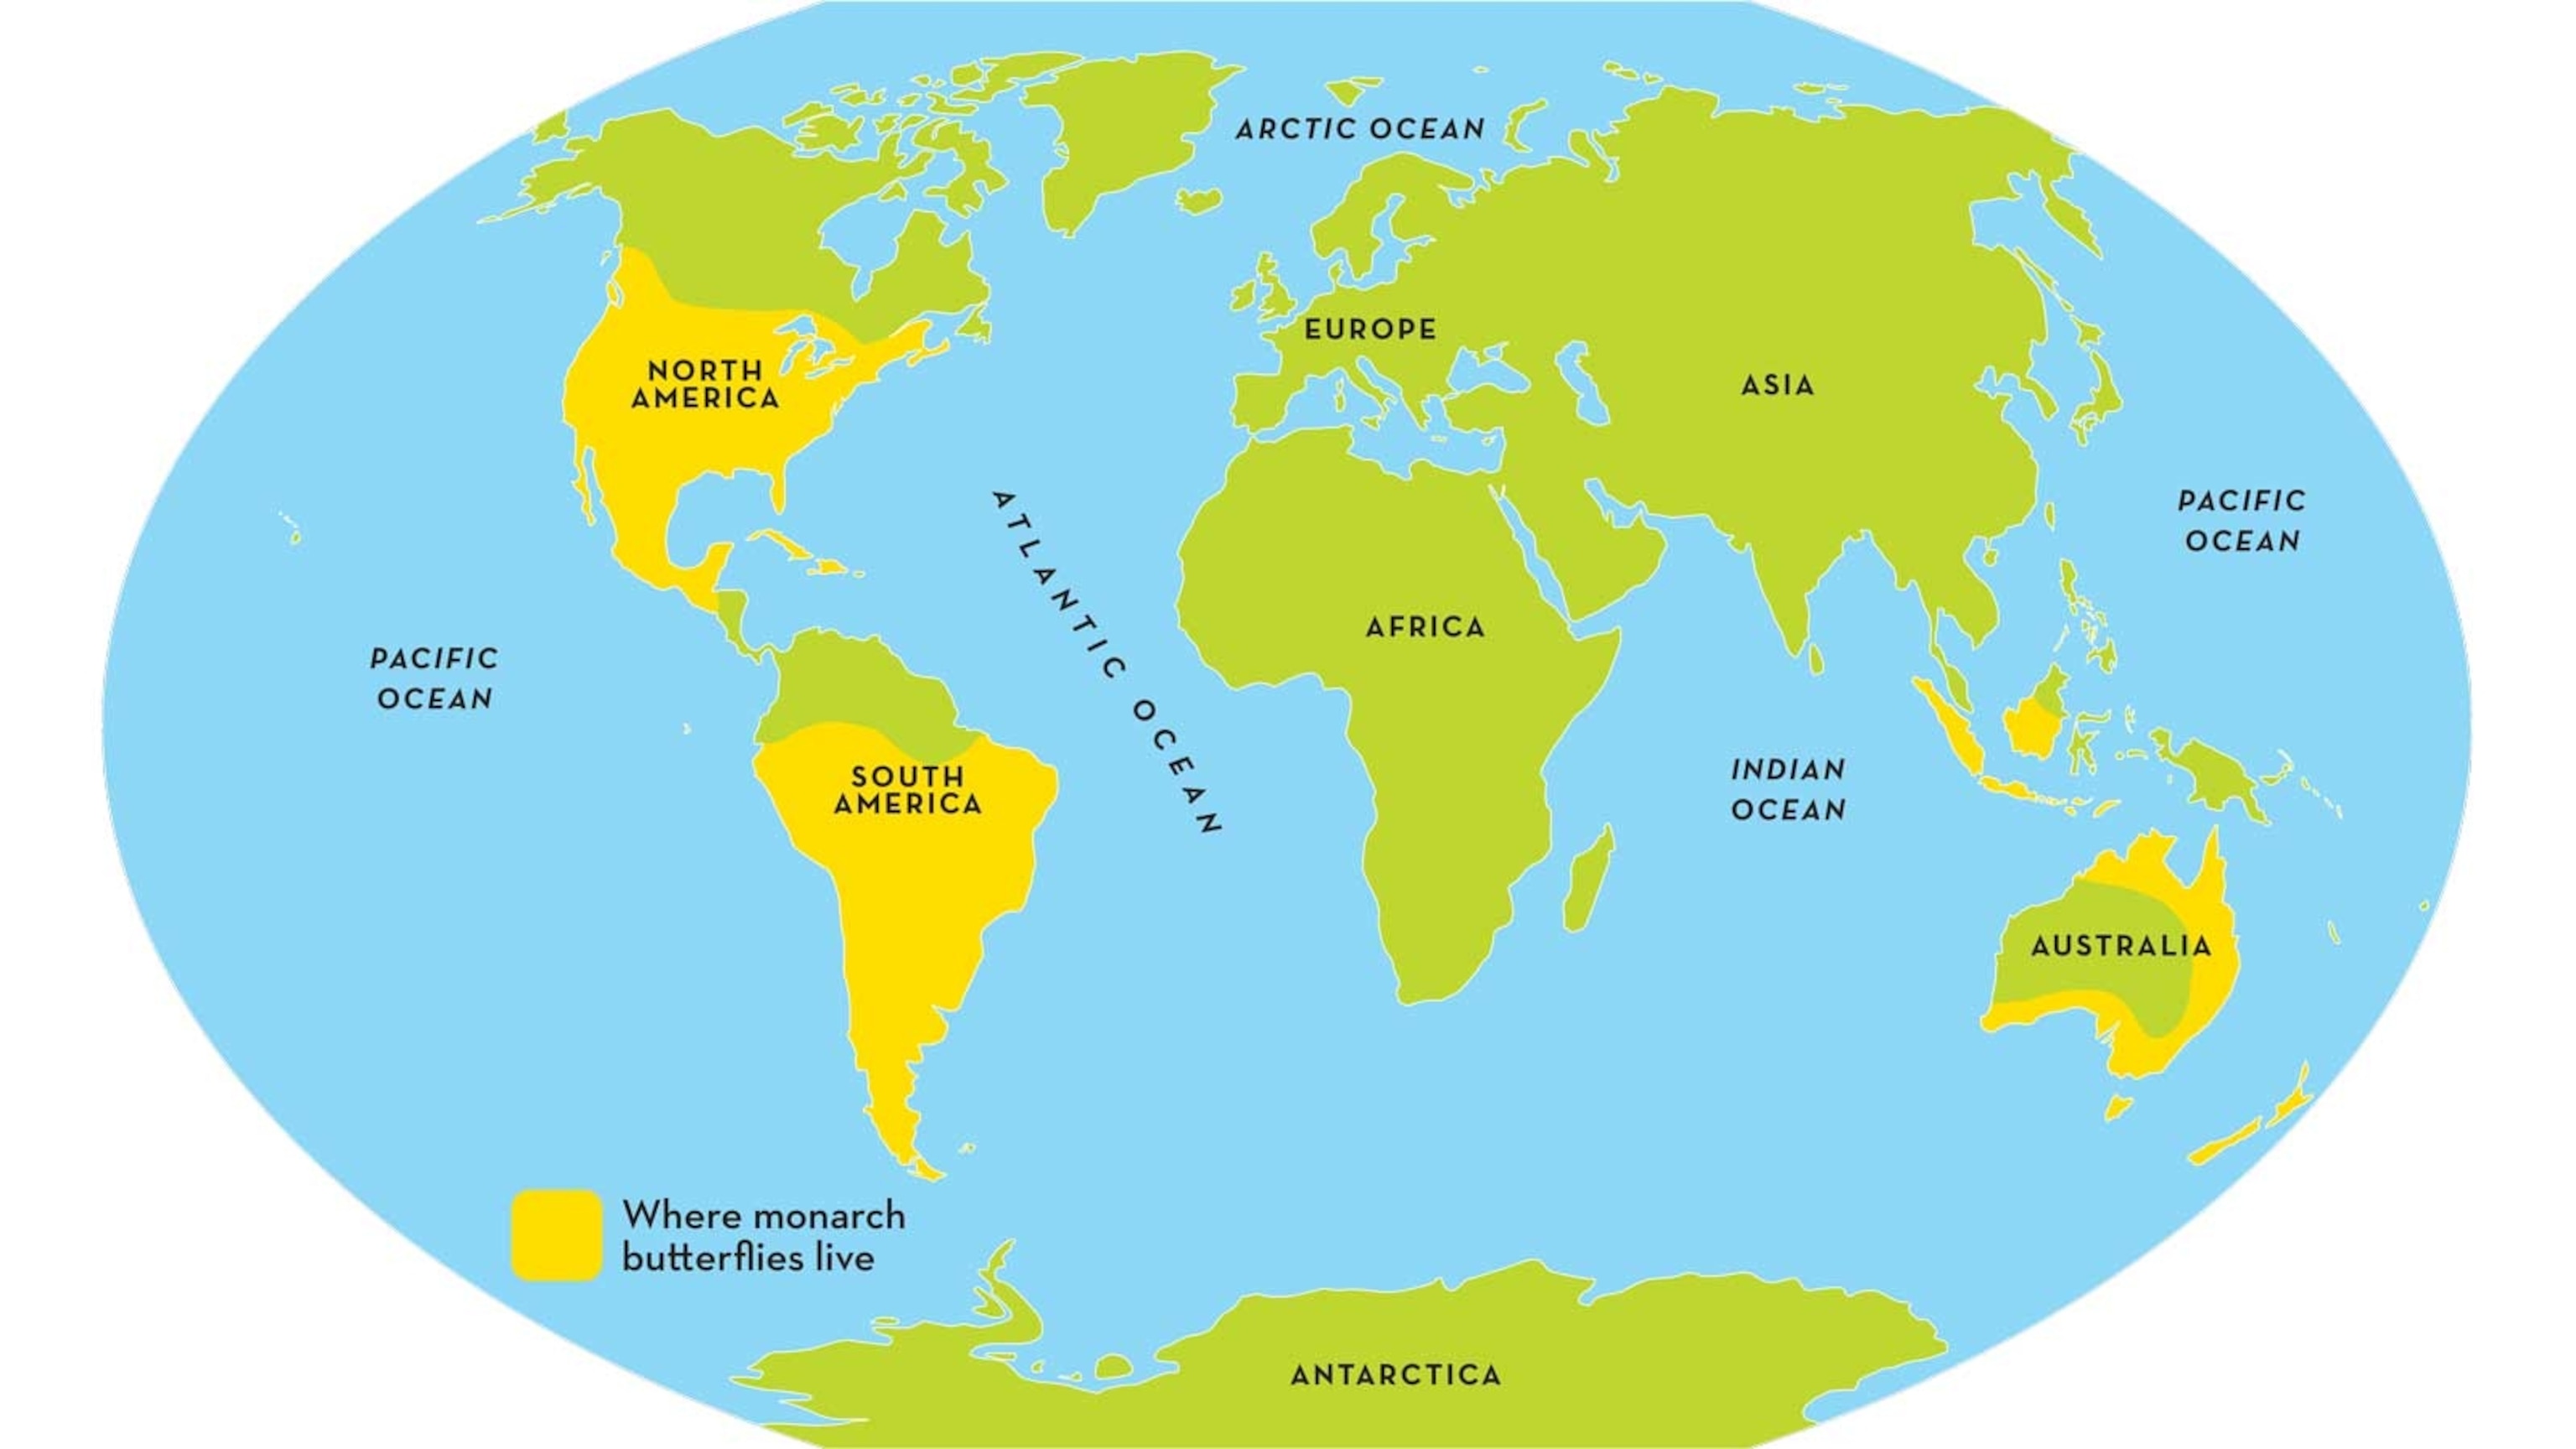 ARCTIC OCEAN
NORTH
AMERICA
EUROPE
ASIA
PACIFIC
OCEAN
ATLANTIC OCEAN
AFRICA
PACIFIC
OCEAN
SOUTH
AMERICA
INDIAN
OCEAN
AUSTRALIA
Where monarch
butterflies live
ANTARCTICA